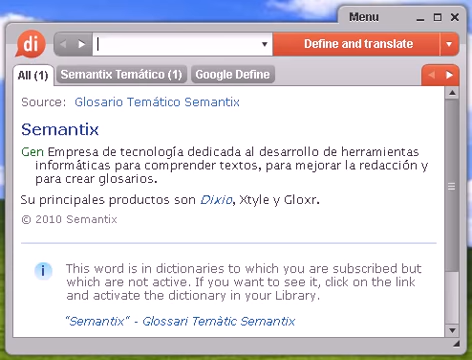 Menu
di
Define and translate
All (1) Semantix Temático (1) Google Define
Source: Glosario Temático Semantix
Semantix
Gen Empresa de tecnología dedicada al desarrollo de herramientas
informáticas para comprender textos, para mejorar la redacción y
para crear glosarios.
Su principales productos son Dixio, Xtyle y Gloxr.
© 2010 Semantix
This word is in dictionaries to which you are subscribed but
which are not active. If you want to see it, click on the link
and activate the dictionary in your Library.
"Semantix" - Glossari Temàtic Semantix